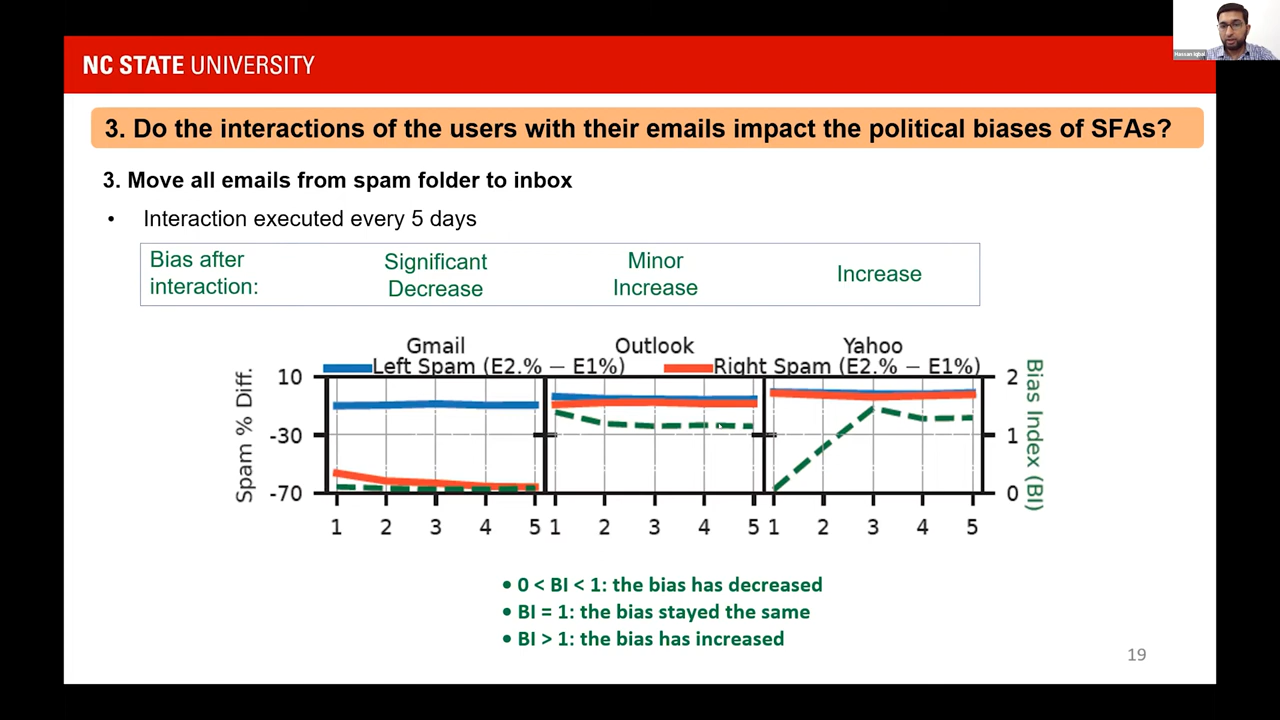 Hassan Iqbal
NC STATE UNIVERSITY
3. Do the interactions of the users with their emails impact the political biases of SFAs?
3. Move all emails from spam folder to inbox
• Interaction executed every 5 days
Bias after interaction:
Significant Decrease
Minor Increase
Increase
Gmail Outlook Yahoo
Left Spam (E2.% − E1%) Right Spam (E2.% − E1%)
Spam % Diff.
10
-30
-70
2
1
0
Bias Index (BI)
1 2 3 4 5 1 2 3 4 5 1 2 3 4 5
• 0 < BI < 1: the bias has decreased
• BI = 1: the bias stayed the same
• BI > 1: the bias has increased
19